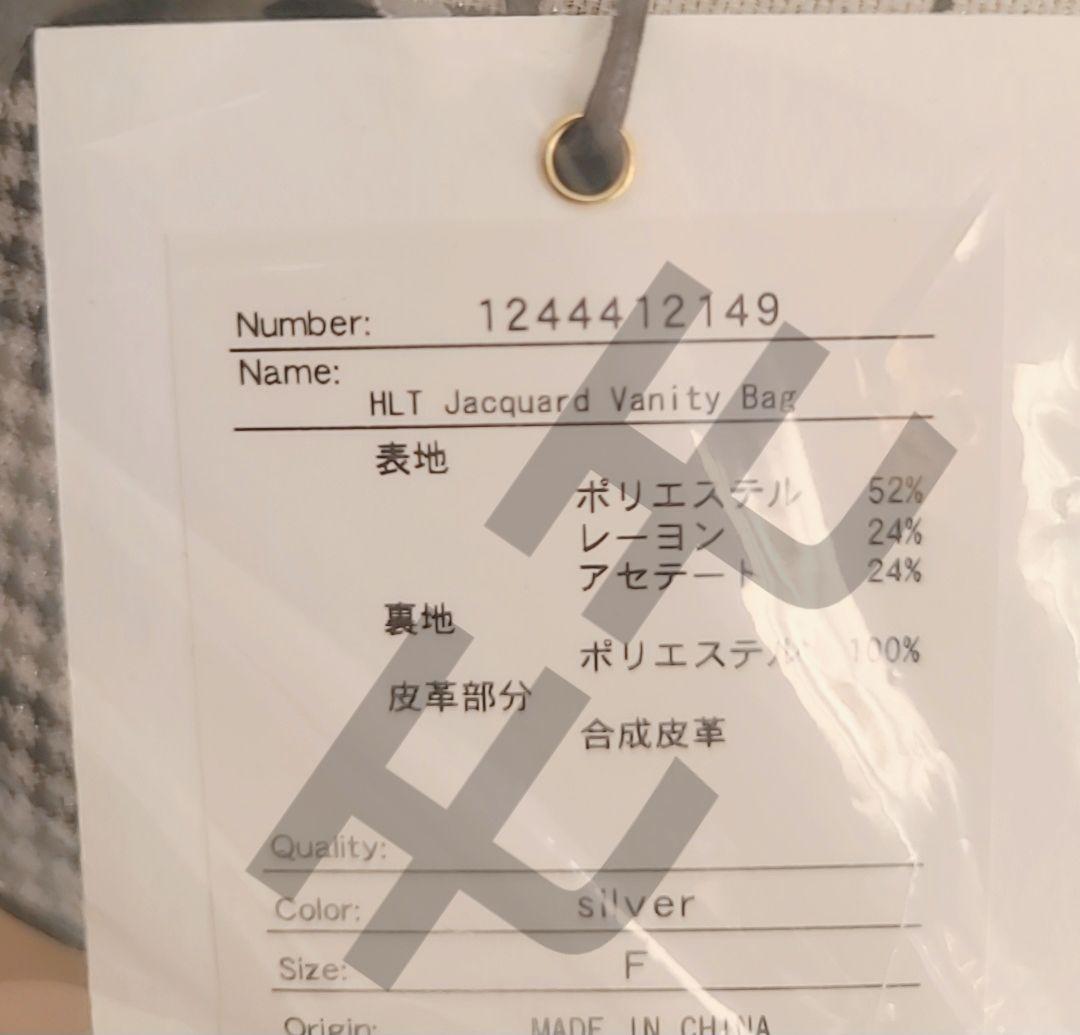 Number: 1244412149
Name:
HLT Jacquard Vanity Bag
表地
ポリエステル 52%
レーヨン 24%
アセテート 24%
裏地
ポリエステル 100%
皮革部分
合成皮革
Quality:
Color: silver
Size: F
Origin: MADE IN CHINA